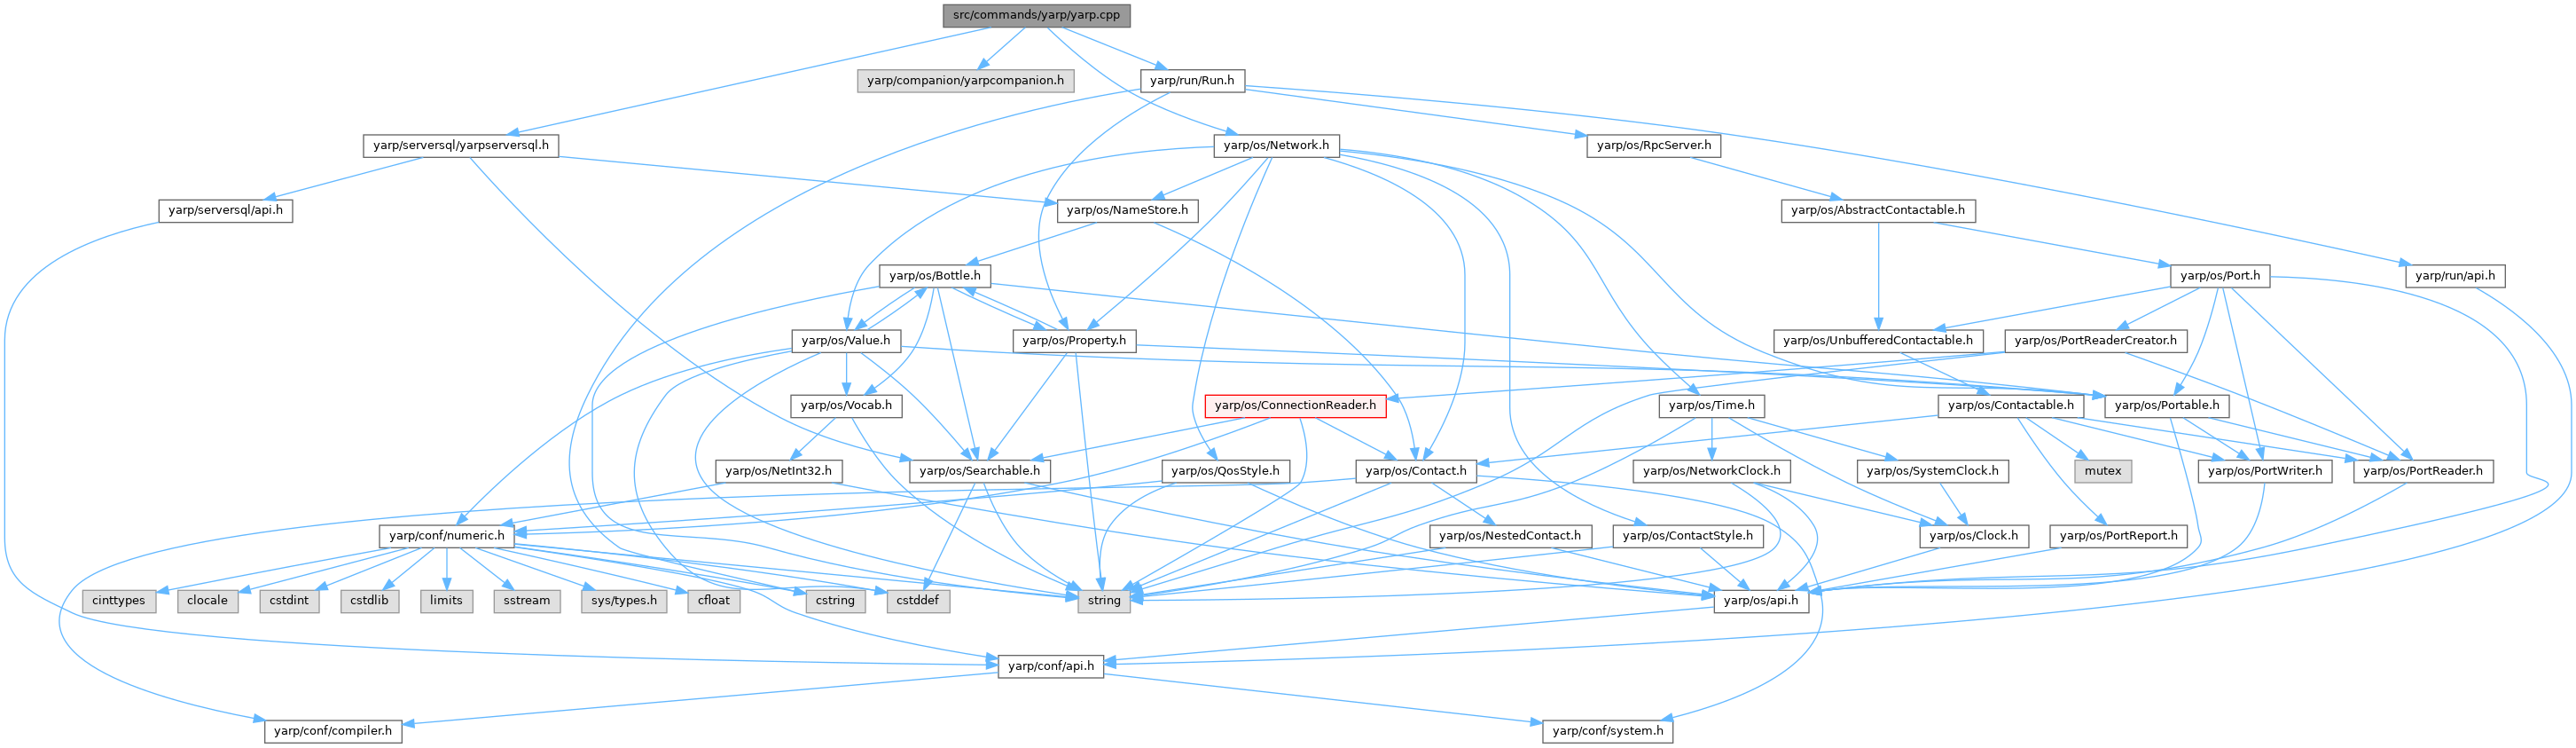 src/commands/yarp/yarp.cpp
yarp/companion/yarpcompanion.h
yarp/run/Run.h
yarp/serversql/yarpserversql.h
yarp/os/Network.h
yarp/os/RpcServer.h
yarp/serversql/api.h
yarp/os/NameStore.h
yarp/os/AbstractContactable.h
yarp/os/Bottle.h
yarp/os/Port.h
yarp/run/api.h
yarp/os/Value.h
yarp/os/Property.h
yarp/os/UnbufferedContactable.h
yarp/os/PortReaderCreator.h
yarp/os/Vocab.h
yarp/os/ConnectionReader.h
yarp/os/Time.h
yarp/os/Contactable.h
yarp/os/Portable.h
yarp/os/NetInt32.h
yarp/os/Searchable.h
yarp/os/QosStyle.h
yarp/os/Contact.h
yarp/os/NetworkClock.h
yarp/os/SystemClock.h
mutex
yarp/os/PortWriter.h
yarp/os/PortReader.h
yarp/conf/numeric.h
yarp/os/NestedContact.h
yarp/os/ContactStyle.h
yarp/os/Clock.h
yarp/os/PortReport.h
cinttypes
clocale
cstdint
cstdlib
limits
sstream
sys/types.h
cfloat
cstring
cstddef
string
yarp/os/api.h
yarp/conf/api.h
yarp/conf/compiler.h
yarp/conf/system.h